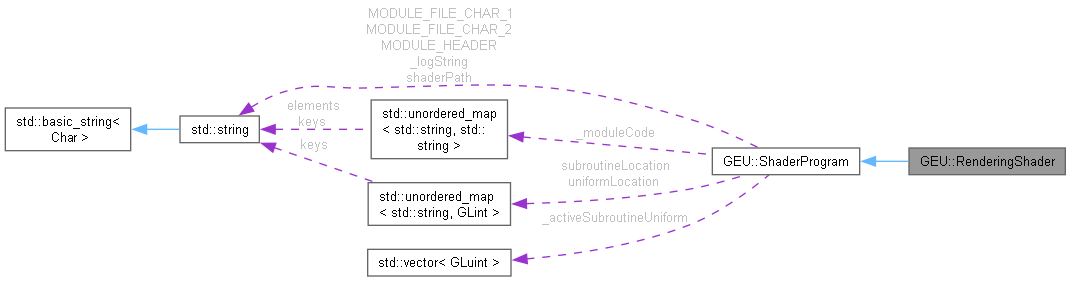 MODULE_FILE_CHAR_1
MODULE_FILE_CHAR_2
MODULE_HEADER
_logString
shaderPath
elements
keys
keys
std::basic_string<
Char >
std::string
std::unordered_map
< std::string, std::
string >
_moduleCode
subroutineLocation
uniformLocation
GEU::ShaderProgram
GEU::RenderingShader
std::unordered_map
< std::string, GLint >
_activeSubroutineUniform
std::vector< GLuint >